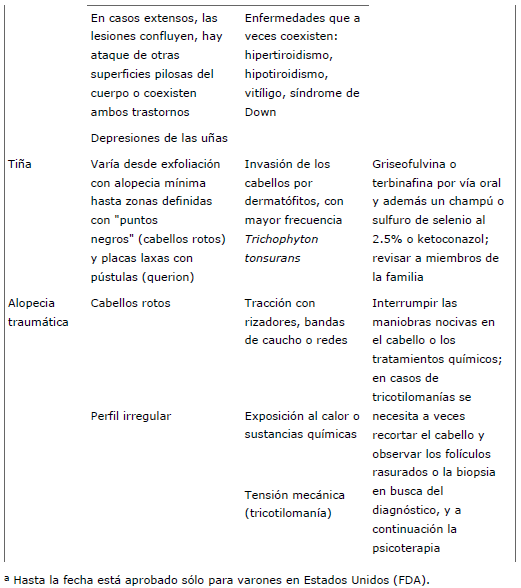 En casos extensos, las
lesiones confluyen, hay
ataque de otras
superficies pilosas del
cuerpo o coexisten
ambos trastornos
Enfermedades que a
veces coexisten:
hipertiroidismo,
hipotiroidismo,
vitíligo, síndrome de
Down
Depresiones de las uñas
Tiña
Varía desde exfoliación
con alopecia mínima
hasta zonas definidas
con "puntos
negros" (cabellos rotos)
y placas laxas con
pústulas (querion)
Invasión de los
cabellos por
dermatófitos, con
mayor frecuencia
Trichophyton
tonsurans
Griseofulvina o
terbinafina por vía oral
y además un champú o
sulfuro de selenio al
2.5% o ketoconazol;
revisar a miembros de
la familia
Alopecia
traumática
Cabellos rotos
Tracción con
rizadores, bandas
de caucho o redes
Interrumpir las
maniobras nocivas en
el cabello o los
tratamientos químicos;
en casos de
tricotilomanías se
necesita a veces
recortar el cabello y
observar los folículos
rasurados o la biopsia
en busca del
diagnóstico, y a
continuación la
psicoterapia
Perfil irregular
Exposición al calor o
sustancias químicas
Tensión mecánica
(tricotilomanía)
ª Hasta la fecha está aprobado sólo para varones en Estados Unidos (FDA).